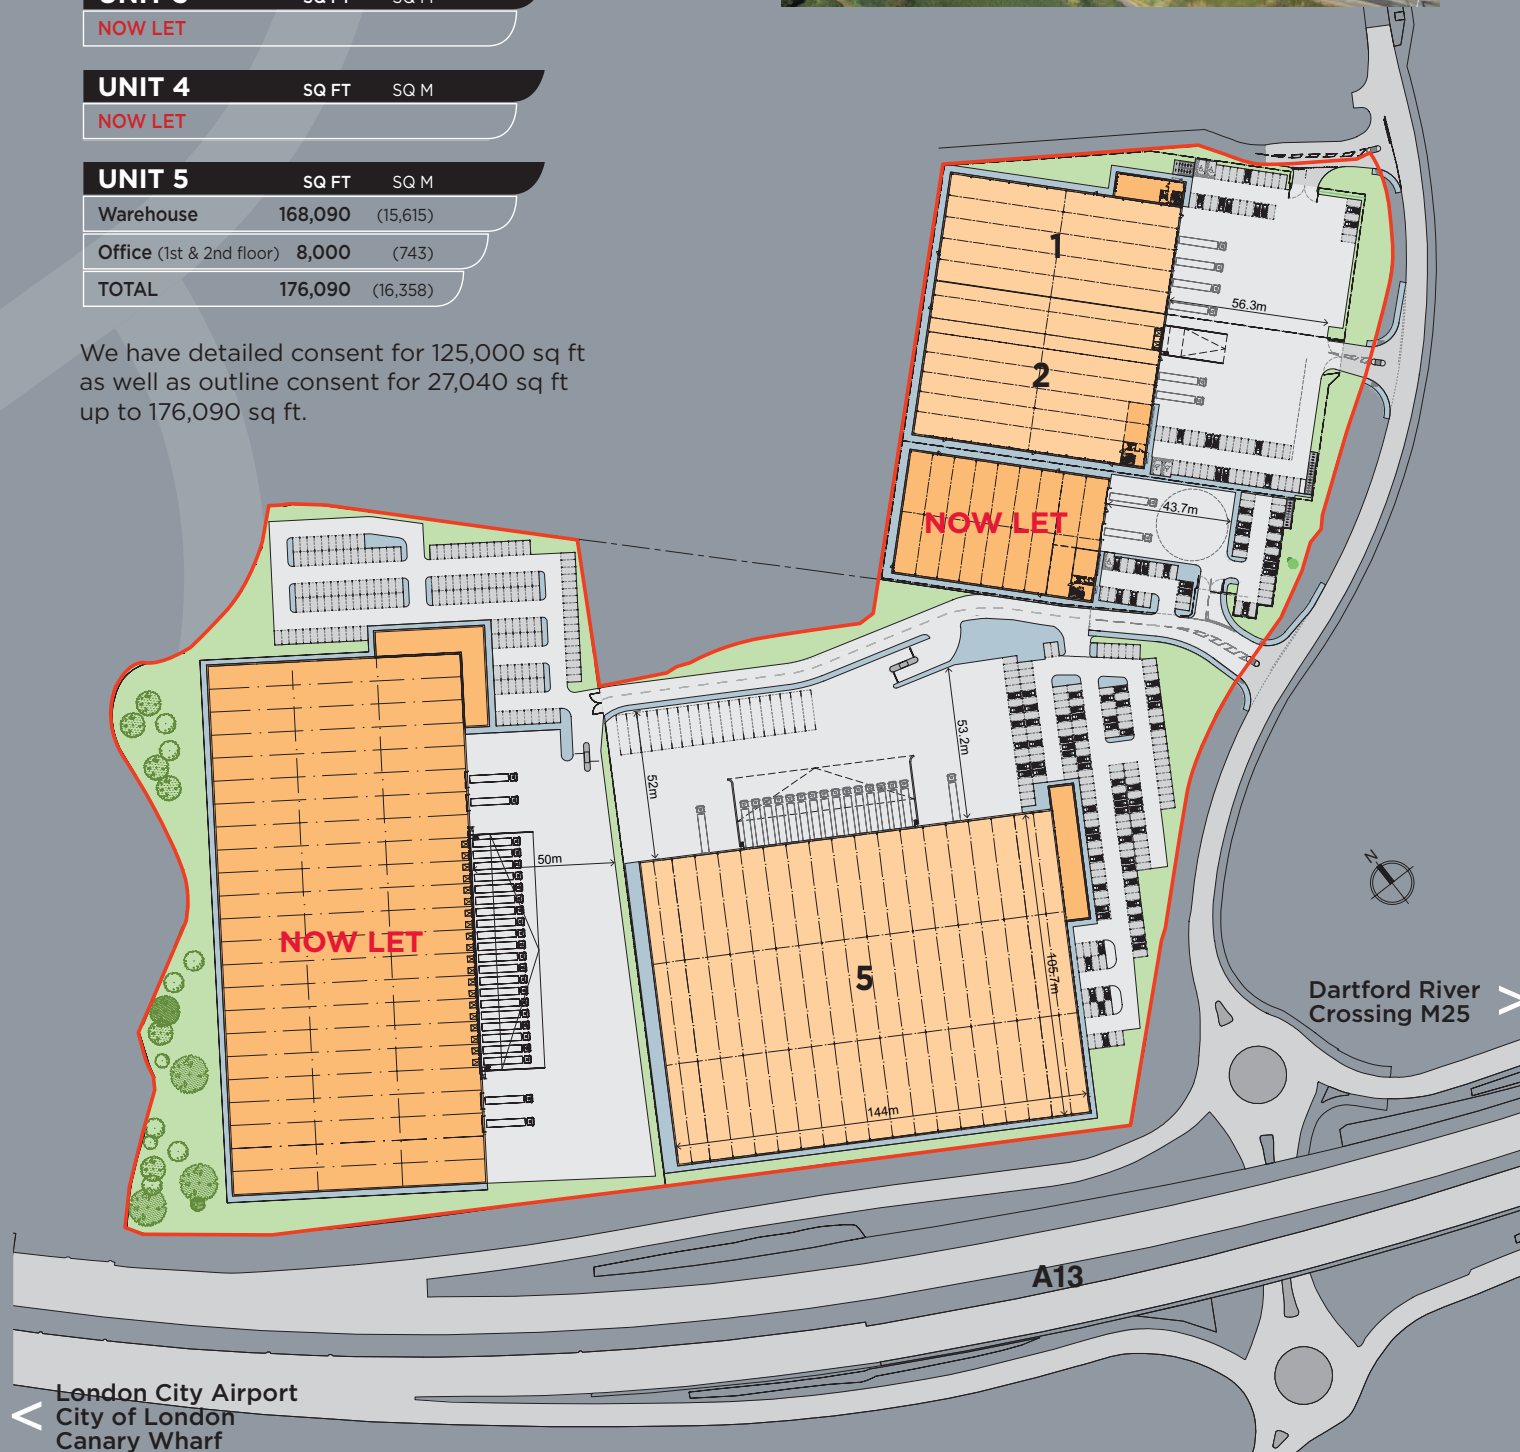 NOW LET
UNIT 4 SQ FT SQ M
NOW LET
UNIT 5 SQ FT SQ M
Warehouse 168,090 (15,615)
Office (1st & 2nd floor) 8,000 (743)
TOTAL 176,090 (16,358)
We have detailed consent for 125,000 sq ft
as well as outline consent for 27,040 sq ft
up to 176,090 sq ft.
1
56.3m
2
NOW LET
43.7m
53.2m
52m
50m
N
NOW LET
5
105.7m
144m
Dartford River >
Crossing M25
A13
London City Airport
< City of London
Canary Wharf